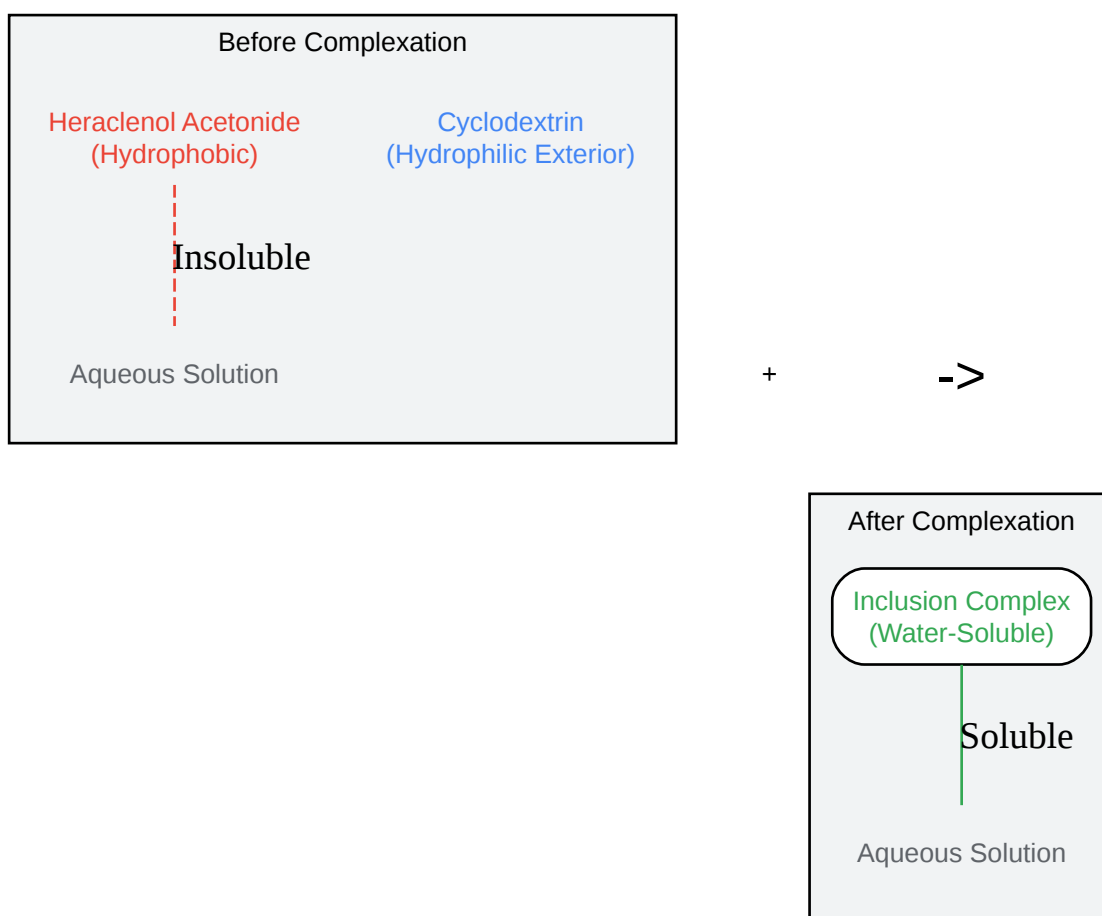 Before Complexation
Heraclenol Acetonide
(Hydrophobic)
Cyclodextrin
(Hydrophilic Exterior)
Insoluble
Aqueous Solution
+
->
After Complexation
Inclusion Complex
(Water-Soluble)
Soluble
Aqueous Solution